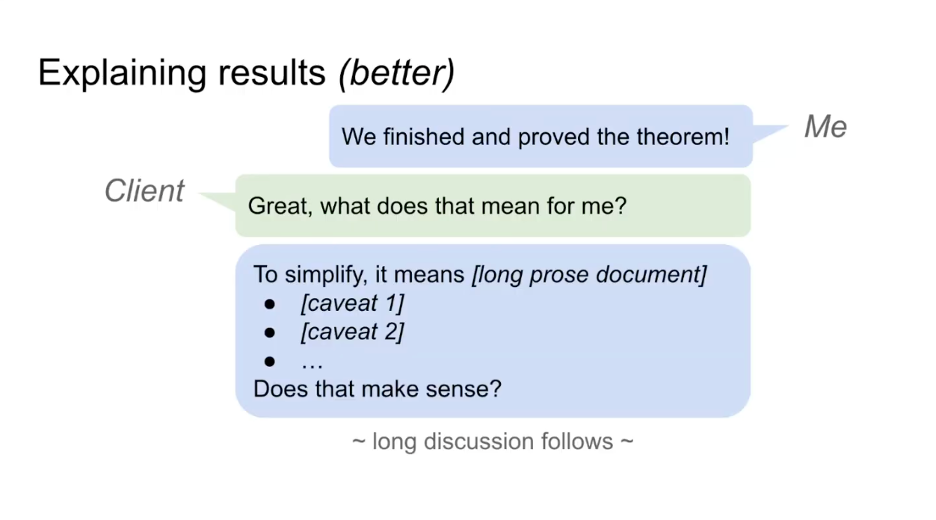 Explaining results (better)
We finished and proved the theorem!
Me
Client
Great, what does that mean for me?
To simplify, it means [long prose document]
● [caveat 1]
● [caveat 2]
● …
Does that make sense?
~ long discussion follows ~